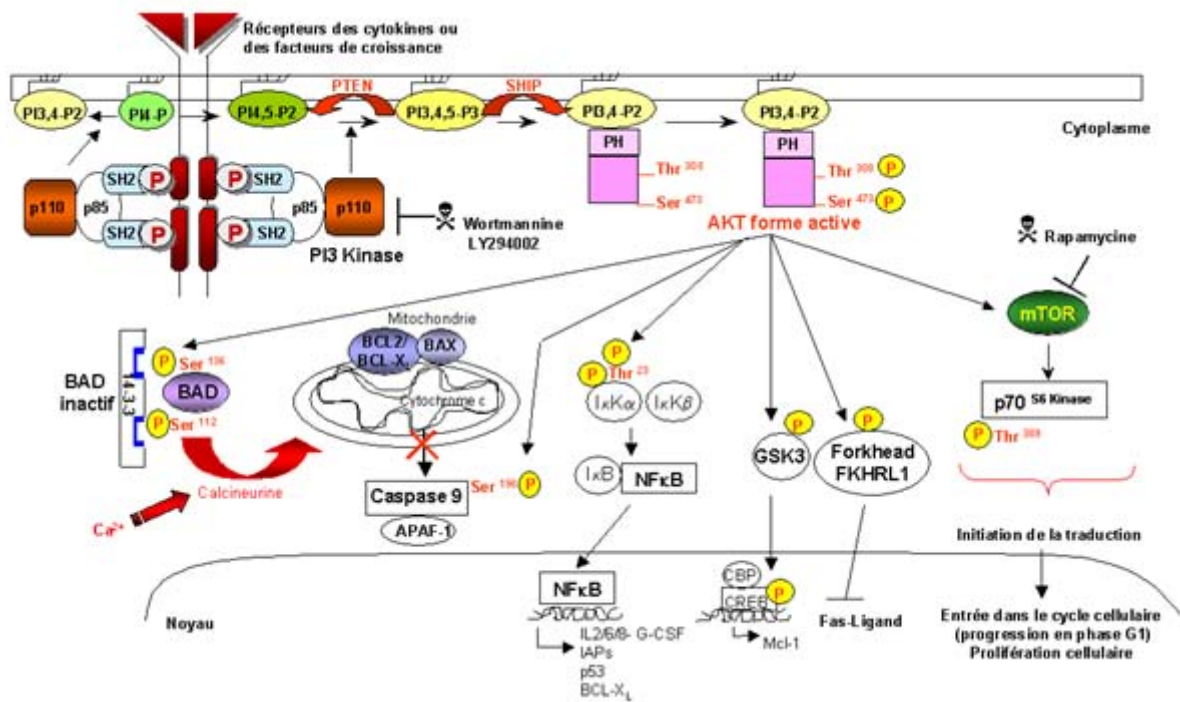 Récepteurs des cytokines ou
des facteurs de croissance
PI3,4-P2
PI4-P
PI4,5-P2
PTEN
PI3,4,5-P3
SHIP
PI3,4-P2
PI3,4-P2
Cytoplasme
PH
PH
Thr 308
Ser 473
Thr 308 P
Ser 473 P
AKT forme active
p110
p85
SH2
P
SH2
P
P
SH2
P
SH2
p85
p110
PI3 Kinase
Wortmannine
LY294002
Rapamycine
mTOR
p70 S6 Kinase
P
Thr 389
BAD
inactif
14-3-3
P
Ser 136
BAD
P
Ser 112
Calcineurine
Ca2+
Mitochondrie
BCL2/
BCL-XL
BAX
Cytochrome c
Caspase 9
APAF-1
Ser 196
P
P
P
Thr 23
IκKα
IκKβ
IκB
NFκB
P
GSK3
P
Forkhead
FKHRL1
Initiation de la traduction
Noyau
NFκB
IL2/6/8- G-CSF
IAPs
p53
BCL-XL
CBP
CREB
P
Mcl-1
Fas-Ligand
Entrée dans le cycle cellulaire
(progression en phase G1)
Prolifération cellulaire